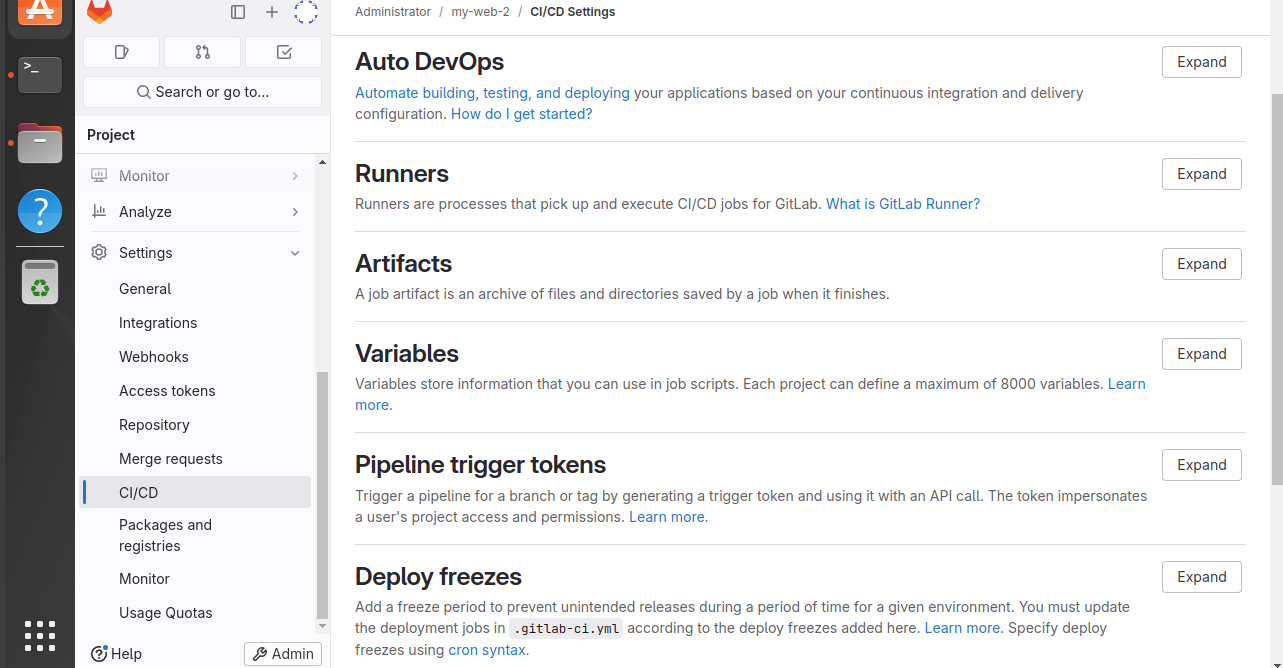 Administrator / my-web-2 / CI/CD Settings
Search or go to...
Project
Monitor
Analyze
Settings
General
Integrations
Webhooks
Access tokens
Repository
Merge requests
CI/CD
Packages and
registries
Monitor
Usage Quotas
Help
Admin
Auto DevOps
Expand
Automate building, testing, and deploying your applications based on your continuous integration and delivery
configuration. How do I get started?
Runners
Expand
Runners are processes that pick up and execute CI/CD jobs for GitLab. What is GitLab Runner?
Artifacts
Expand
A job artifact is an archive of files and directories saved by a job when it finishes.
Variables
Expand
Variables store information that you can use in job scripts. Each project can define a maximum of 8000 variables. Learn
more.
Pipeline trigger tokens
Expand
Trigger a pipeline for a branch or tag by generating a trigger token and using it with an API call. The token impersonates
a user's project access and permissions. Learn more.
Deploy freezes
Expand
Add a freeze period to prevent unintended releases during a period of time for a given environment. You must update
the deployment jobs in .gitlab-ci.yml according to the deploy freezes added here. Learn more. Specify deploy
freezes using cron syntax.